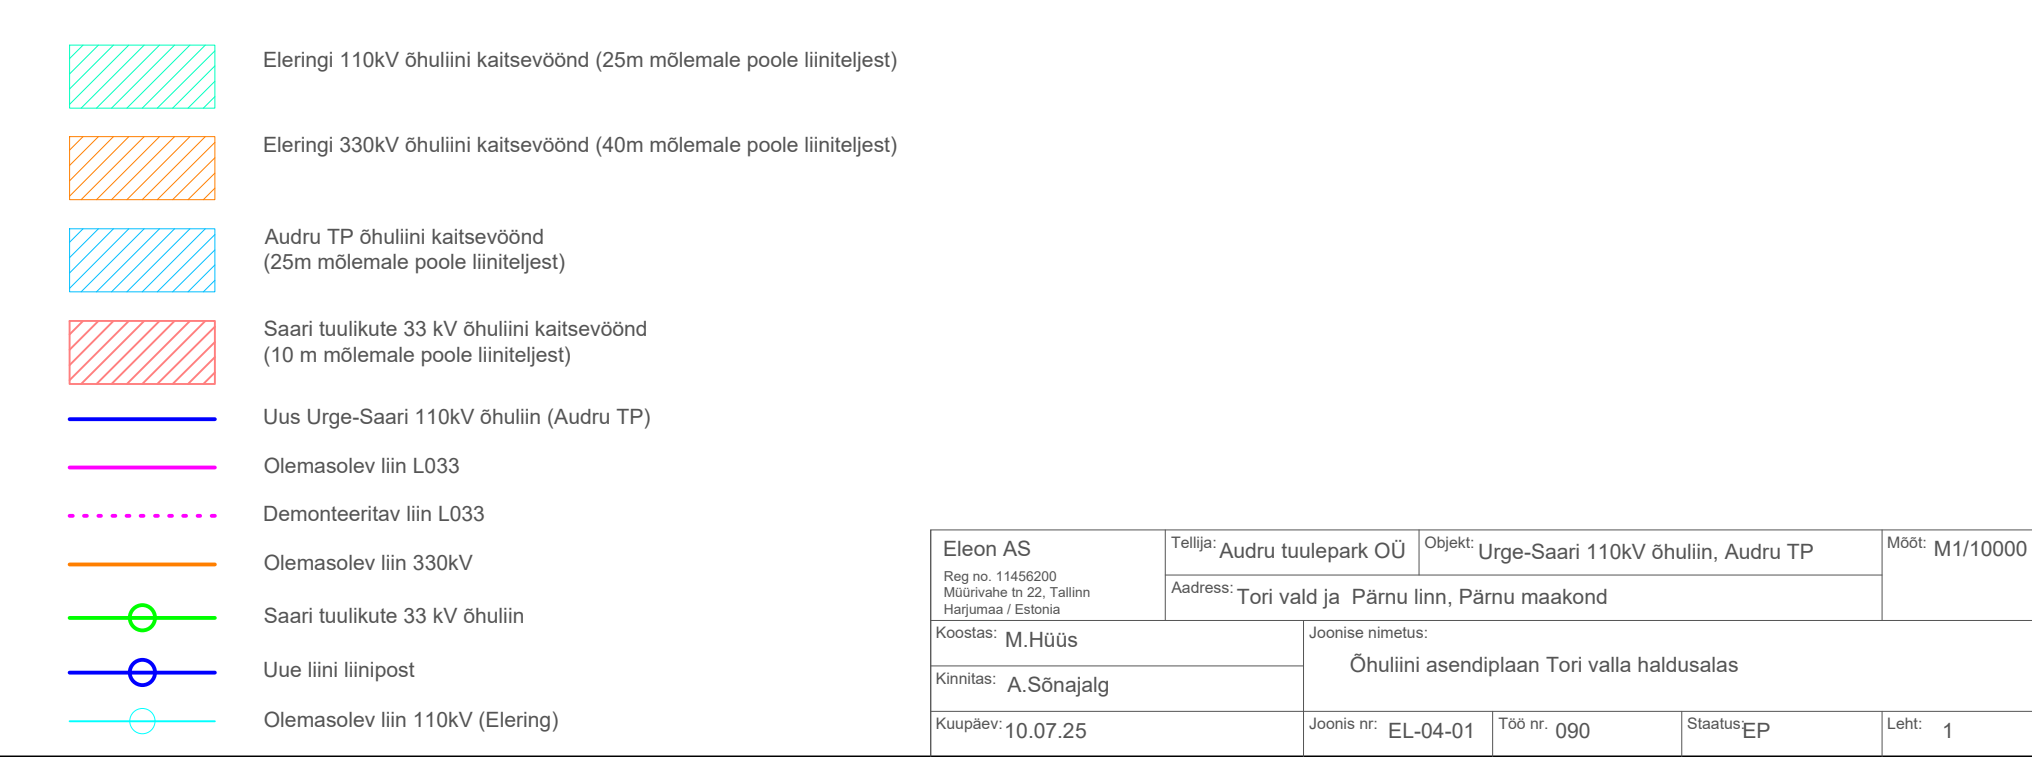 Eleringi 110kV õhuliini kaitsevöönd (25m mõlemale poole liiniteljest)
Eleringi 330kV õhuliini kaitsevöönd (40m mõlemale poole liiniteljest)
Audru TP õhuliini kaitsevöönd
(25m mõlemale poole liiniteljest)
Saari tuulikute 33 kV õhuliini kaitsevöönd
(10 m mõlemale poole liiniteljest)
Uus Urge-Saari 110kV õhuliin (Audru TP)
Olemasolev liin L033
Demonteeritav liin L033
Olemasolev liin 330kV
Saari tuulikute 33 kV õhuliin
Uue liini liinipost
Olemasolev liin 110kV (Elering)
Eleon AS
Reg no. 11456200
Müürivahe tn 22, Tallinn
Harjumaa / Estonia
Tellija: Audru tuulepark OÜ
Objekt: Urge-Saari 110kV õhuliin, Audru TP
Mõõt: M1/10000
Aadress: Tori vald ja Pärnu linn, Pärnu maakond
Koostas: M.Hüüs
Joonise nimetus:
Õhuliini asendiplaan Tori valla haldusalas
Kinnitas: A.Sõnajalg
Kuupäev: 10.07.25
Joonis nr: EL-04-01
Töö nr. 090
Staatus: EP
Leht: 1